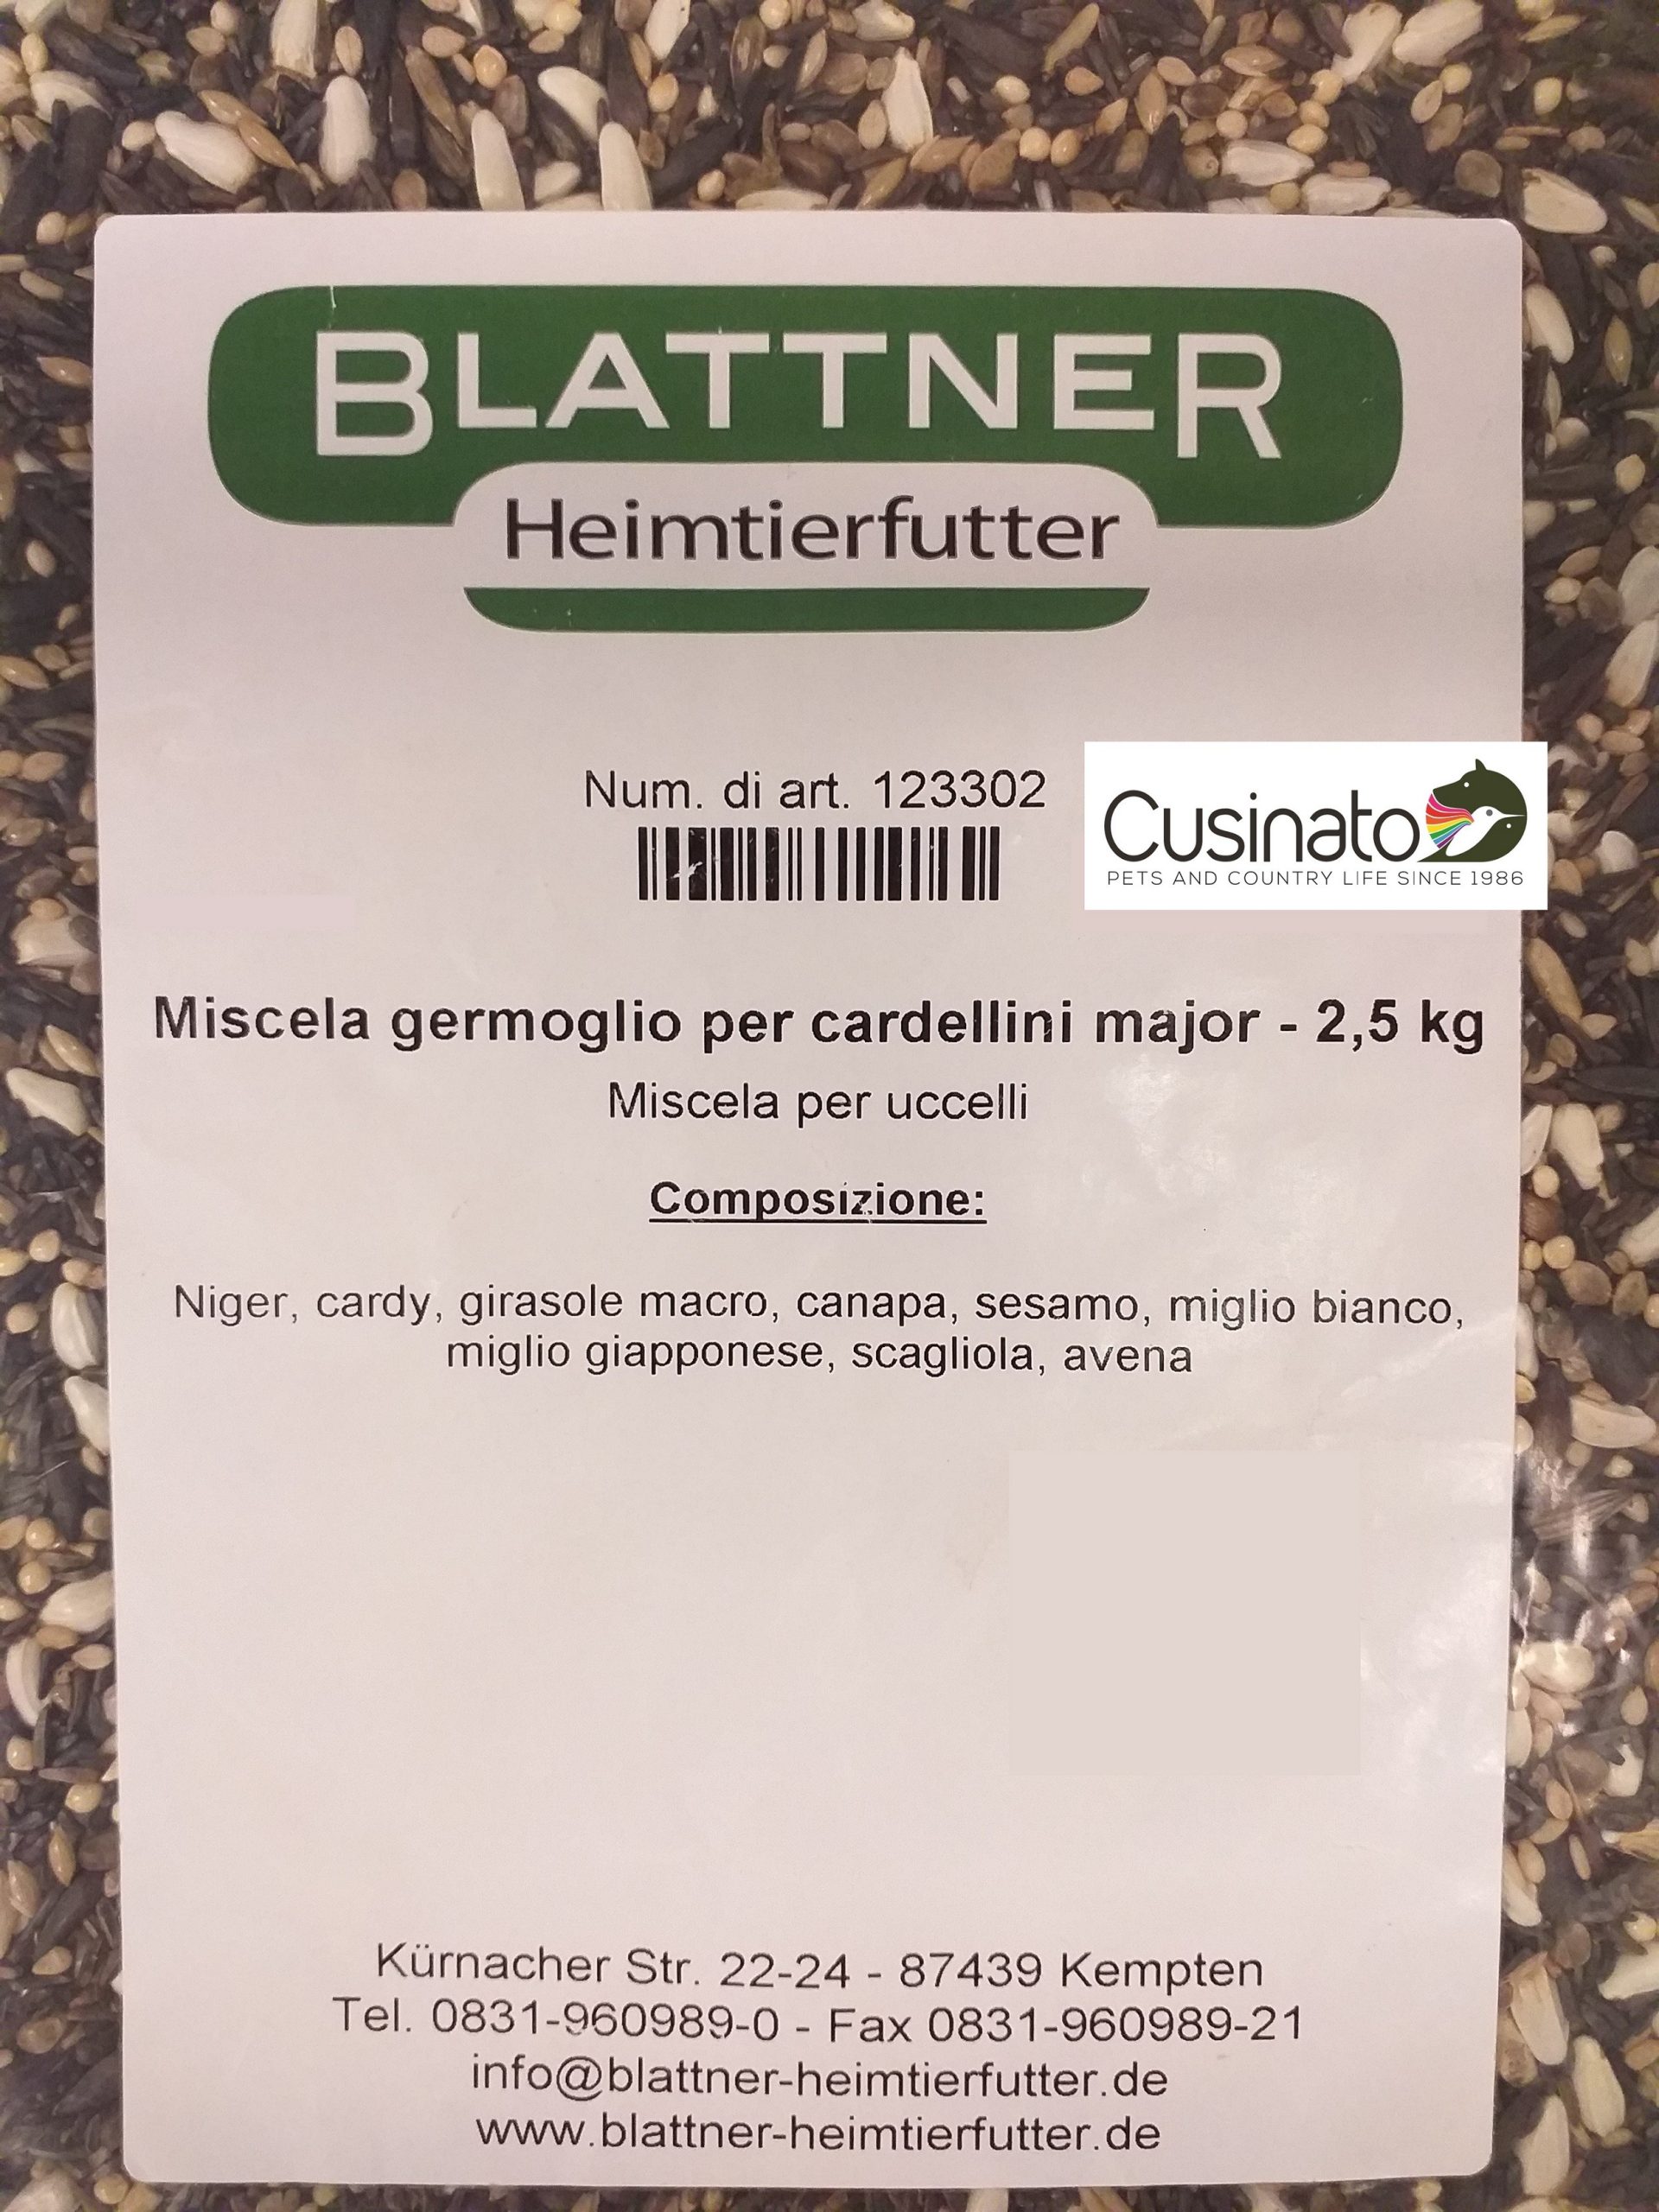 BLATTNER
Heimtierfutter
Num. di art. 123302
Cusinato
PETS AND COUNTRY LIFE SINCE 1986
Miscela germoglio per cardellini major - 2,5 kg
Miscela per uccelli
Composizione:
Niger, cardy, girasole macro, canapa, sesamo, miglio bianco,
miglio giapponese, scagliola, avena
Kürnacher Str. 22-24 - 87439 Kempten
Tel. 0831-960989-0 - Fax 0831-960989-21
info@blattner-heimtierfutter.de
www.blattner-heimtierfutter.de